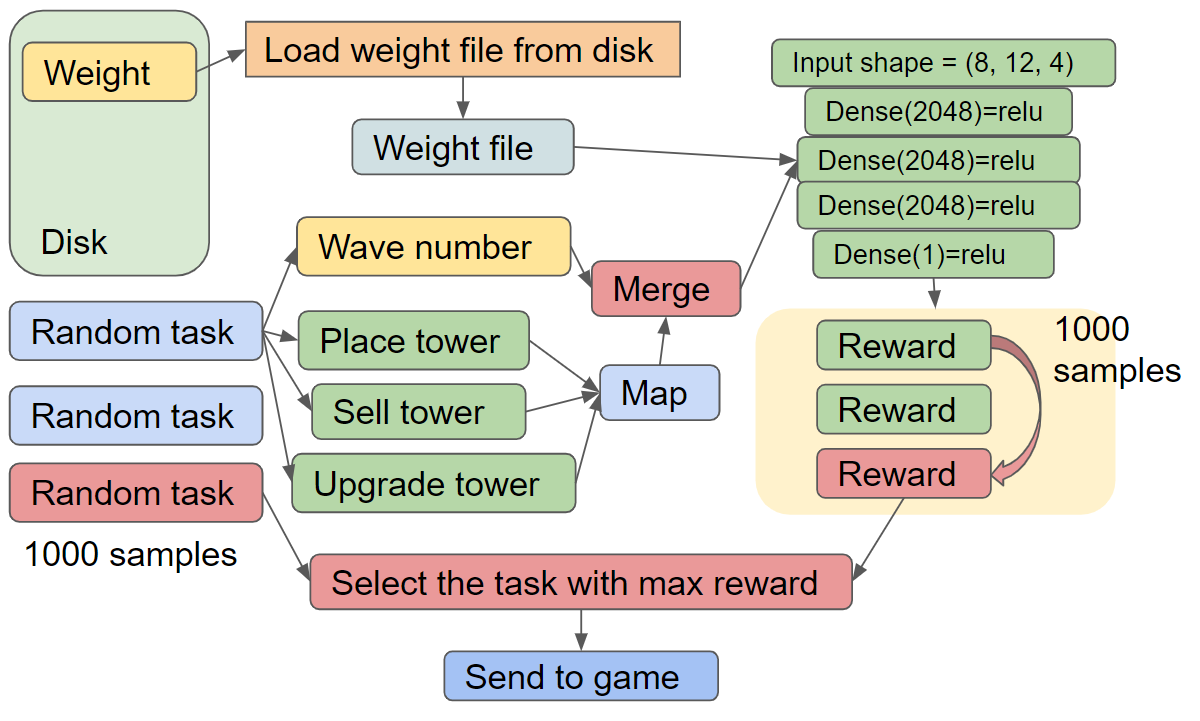 Weight
Disk
Load weight file from disk
Weight file
Input shape = (8, 12, 4)
Dense(2048)=relu
Dense(2048)=relu
Dense(2048)=relu
Dense(1)=relu
Random task
Random task
Random task
1000 samples
Wave number
Place tower
Sell tower
Upgrade tower
Merge
Map
Reward
Reward
Reward
1000
samples
Select the task with max reward
Send to game